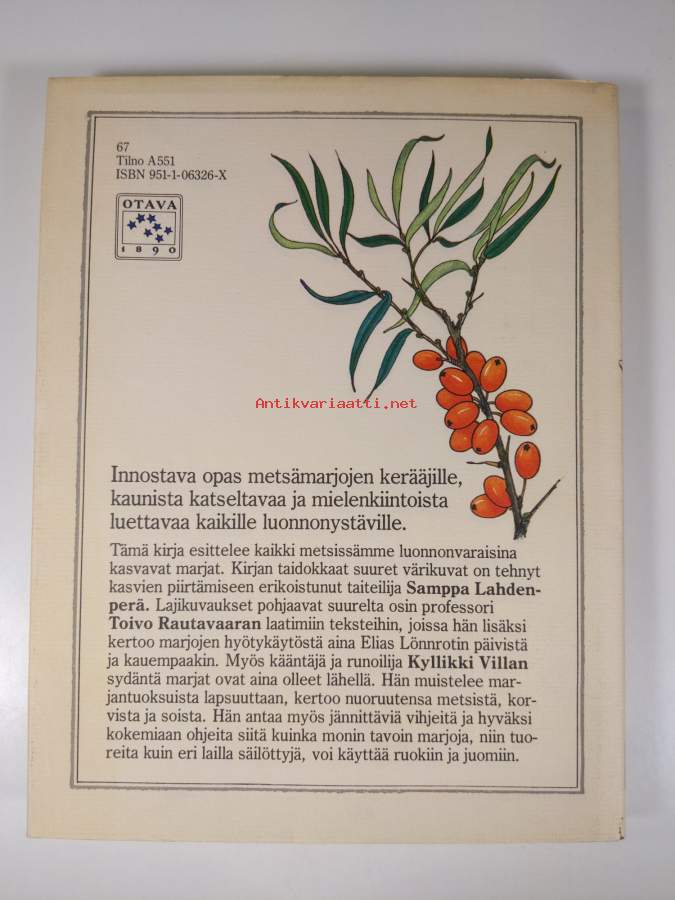 67
Tilno A551
ISBN 951-1-06326-X
OTAVA
1890
Antikvariaatti.net
Innostava opas metsämarjojen kerääjille,
kaunista katseltavaa ja mielenkiintoista
luettavaa kaikille luonnonystäville.
Tämä kirja esittelee kaikki metsissämme luonnonvaraisina
kasvavat marjat. Kirjan taidokkaat suuret värikuvat on tehnyt
kasvien piirtämiseen erikoistunut taiteilija Samppa Lahden-
perä. Lajikuvaukset pohjaavat suurelta osin professori
Toivo Rautavaaran laatimiin teksteihin, joissa hän lisäksi
kertoo marjojen hyötykäytöstä aina Elias Lönnrotin päivistä
ja kauempaakin. Myös kääntäjä ja runoilija Kyllikki Villan
sydäntä marjat ovat aina olleet lähellä. Hän muistelee mar-
jantuoksuista lapsuuttaan, kertoo nuoruutensa metsistä, kor-
vista ja soista. Hän antaa myös jännittäviä vihjeitä ja hyväksi
kokemiaan ohjeita siitä kuinka monin tavoin marjoja, niin tuo-
reita kuin eri lailla säilöttyjä, voi käyttää ruokiin ja juomiin.